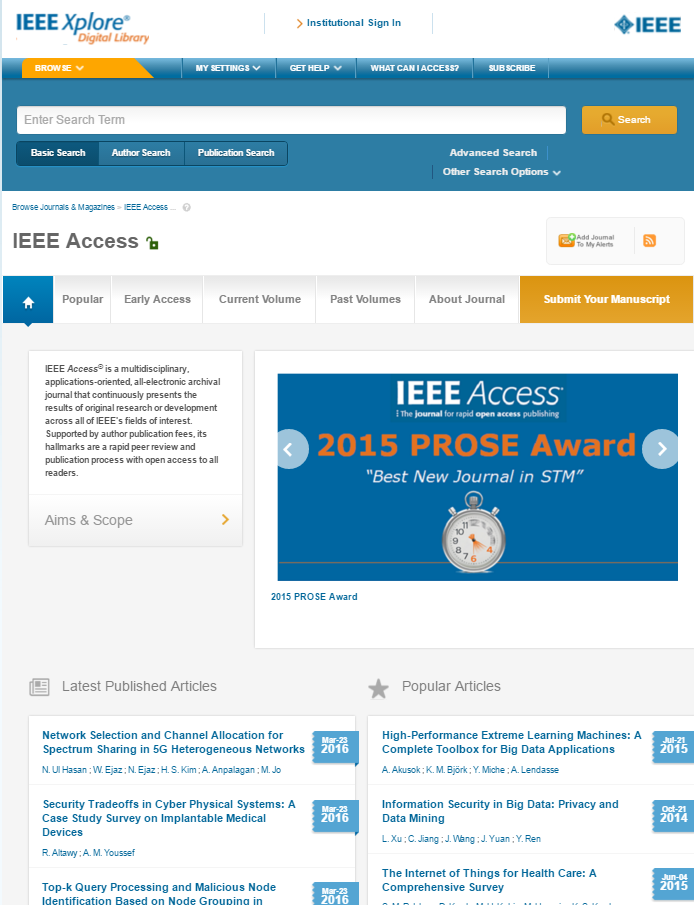 IEEE Xplore®
Digital Library
Institutional Sign In
IEEE
BROWSE
MY SETTINGS
GET HELP
WHAT CAN I ACCESS?
SUBSCRIBE
Enter Search Term
Search
Basic Search
Author Search
Publication Search
Advanced Search
Other Search Options
Browse Journals & Magazines > IEEE Access ...
?
IEEE Access
Add Journal
To My Alerts
Popular
Early Access
Current Volume
Past Volumes
About Journal
Submit Your Manuscript
IEEE Access® is a multidisciplinary,
applications-oriented, all-electronic archival
journal that continuously presents the
results of original research or development
across all of IEEE's fields of interest.
Supported by author publication fees, its
hallmarks are a rapid peer review and
publication process with open access to all
readers.
Aims & Scope
IEEE Access®
The journal for rapid open access publishing
2015 PROSE Award
“Best New Journal in STM”
11 10 9 8 7 6 4
2015 PROSE Award
Latest Published Articles
Network Selection and Channel Allocation for
Spectrum Sharing in 5G Heterogeneous Networks
Mar-23
2016
N. Ul Hasan ; W. Ejaz ; N. Ejaz ; H. S. Kim ; A. Anpalagan ; M. Jo
Security Tradeoffs in Cyber Physical Systems: A
Case Study Survey on Implantable Medical
Devices
Mar-23
2016
R. Altawy ; A. M. Youssef
Top-k Query Processing and Malicious Node
Identification Based on Node Grouping in
Mar-23
2016
Popular Articles
High-Performance Extreme Learning Machines: A
Complete Toolbox for Big Data Applications
Jul-21
2015
A. Akusok ; K. M. Björk ; Y. Miche ; A. Lendasse
Information Security in Big Data: Privacy and
Data Mining
Oct-21
2014
L. Xu ; C. Jiang ; J. Wang ; J. Yuan ; Y. Ren
The Internet of Things for Health Care: A
Comprehensive Survey
Jun-04
2015